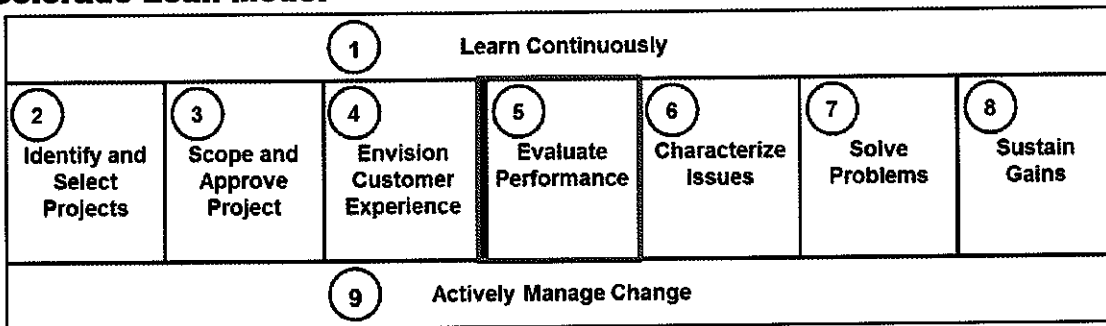 Colorado Lean Model
1
Learn Continuously
2
Identify and
Select
Projects
3
Scope and
Approve
Project
4
Envision
Customer
Experience
5
Evaluate
Performance
6
Characterize
Issues
7
Solve
Problems
8
Sustain
Gains
9
Actively Manage Change